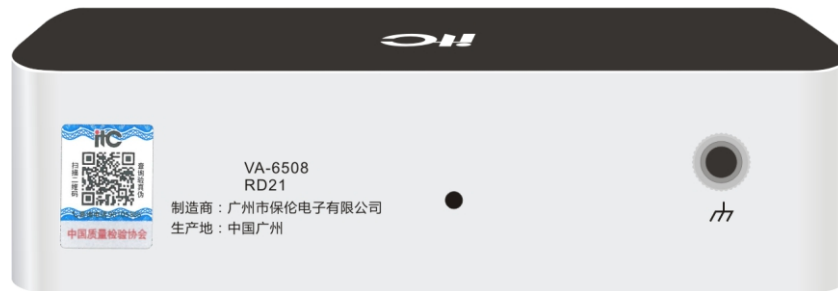 itc
itc
扫描二维码
查询验真伪
VA-6508
RD21
制造商：广州市保伦电子有限公司
生产地：中国广州
中国质量检验协会